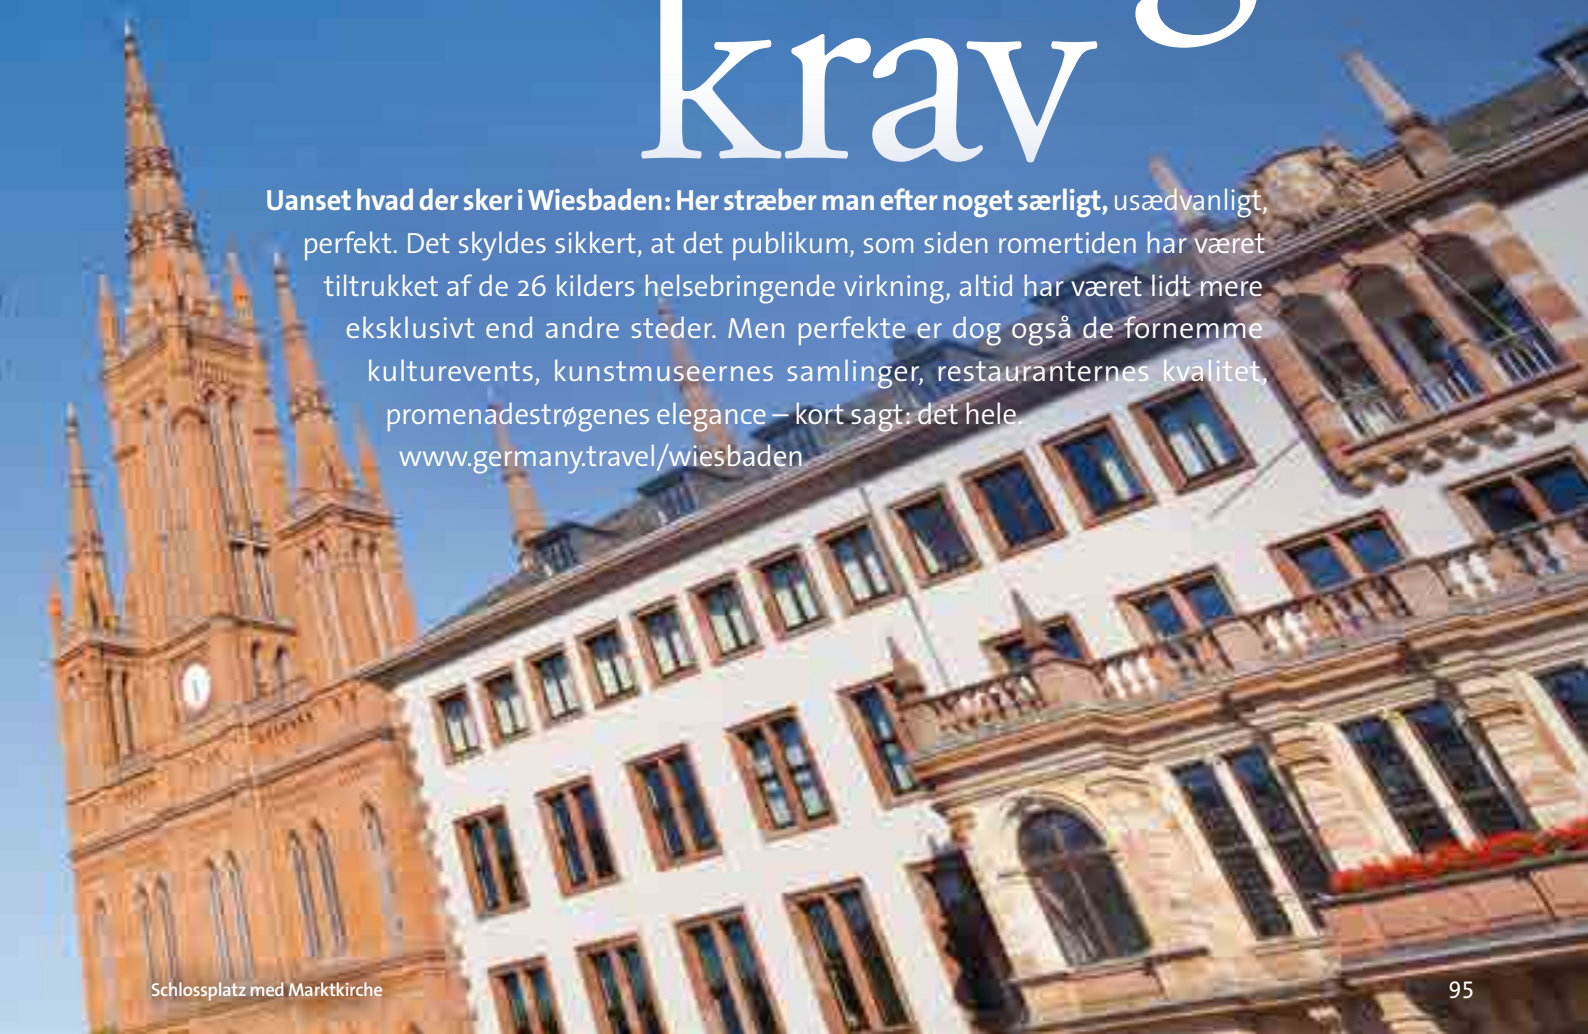 krav
Uanset hvad der sker i Wiesbaden: Her stræber man efter noget særligt, usædvanligt,
perfekt. Det skyldes sikkert, at det publikum, som siden romertiden har været
tiltrukket af de 26 kilders helsebringende virkning, altid har været lidt mere
eksklusivt end andre steder. Men perfekte er dog også de fornemme
kulturevents, kunstmuseernes samlinger, restauranternes kvalitet,
promenadestrøgenes elegance – kort sagt: det hele.
www.germany.travel/wiesbaden
Schlossplatz med Marktkirche
95